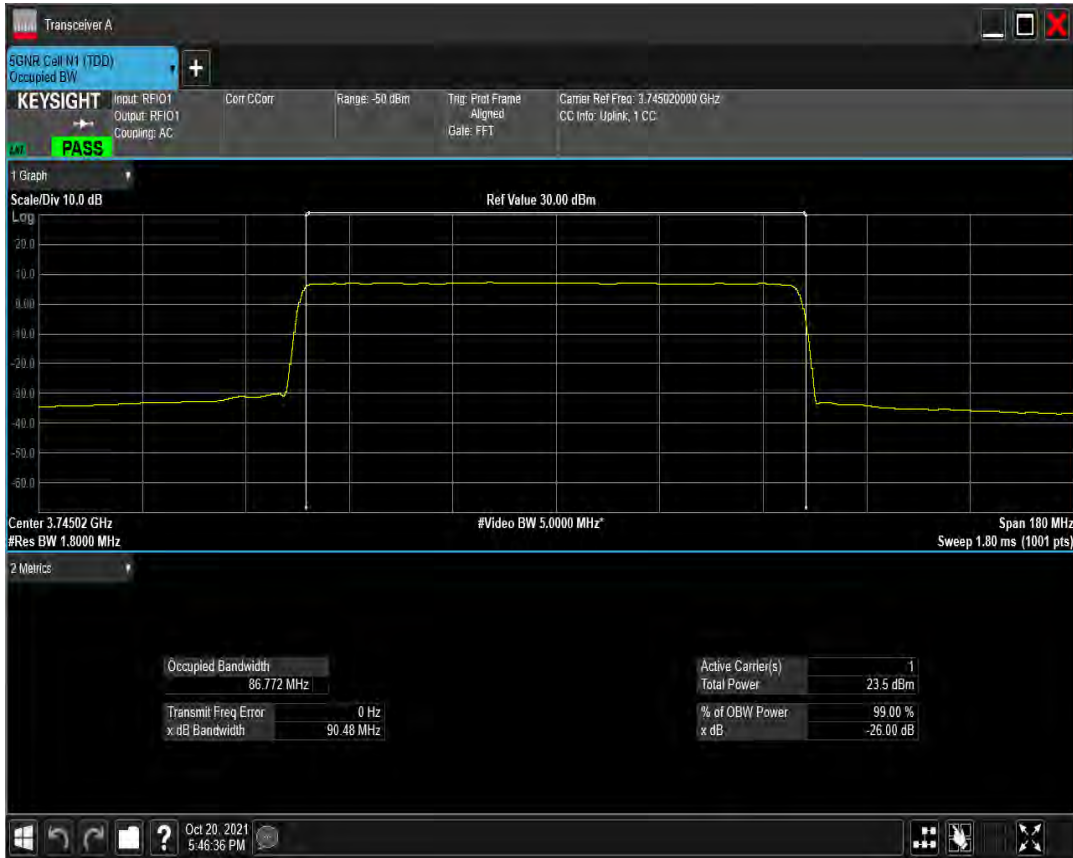 Transceiver A
5GNR Cell N1 (TDD)
Occupied BW
+
KEYSIGHT
PASS
Input: RFIO1
Output: RFIO1
Coupling: AC
Corr CCorr
Range: -50 dBm
Trig: Prot Frame
Aligned
Gate: FFT
Carrier Ref Freq: 3.745020000 GHz
CC Info: Uplink, 1 CC
1 Graph
Scale/Div 10.0 dB
Ref Value 30.00 dBm
Log
20.0
10.0
0.00
-10.0
-20.0
-30.0
-40.0
-50.0
-60.0
Center 3.74502 GHz
#Video BW 5.0000 MHz*
Span 180 MHz
#Res BW 1.8000 MHz
Sweep 1.80 ms (1001 pts)
2 Metrics
Occupied Bandwidth
86.772 MHz
Transmit Freq Error 0 Hz
x dB Bandwidth 90.48 MHz
Active Carrier(s) 1
Total Power 23.5 dBm
% of OBW Power 99.00 %
x dB -26.00 dB
?
Oct 20, 2021
5:46:36 PM